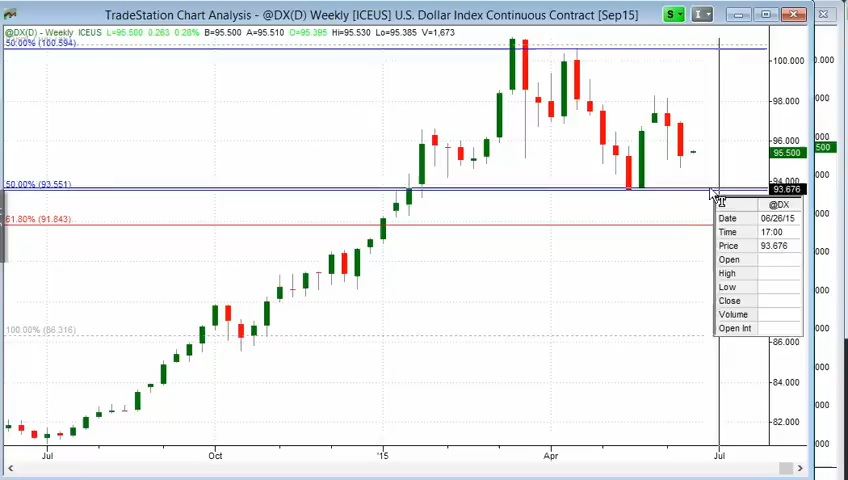 TradeStation Chart Analysis - @DX(D) Weekly [ICEUS] U.S. Dollar Index Continuous Contract [Sep15]
S
I
@DX(D) - Weekly ICEUS L=95.500 0.263 0.28% B=95.500 A=95.510 O=95.395 Hi=95.530 Lo=95.385 V=1,673
50.00% (100.594)
100.000
98.000
96.000
95.500
500
94.000
50.00% (93.551)
93.676
@DX
61.80% (91.843)
Date 06/26/15
Time 17:00
Price 93.676
Open
High
Low
Close
Volume
100.00% (86.316)
Open Int
86.000
84.000
82.000
Jul
Oct
'15
Apr
Jul